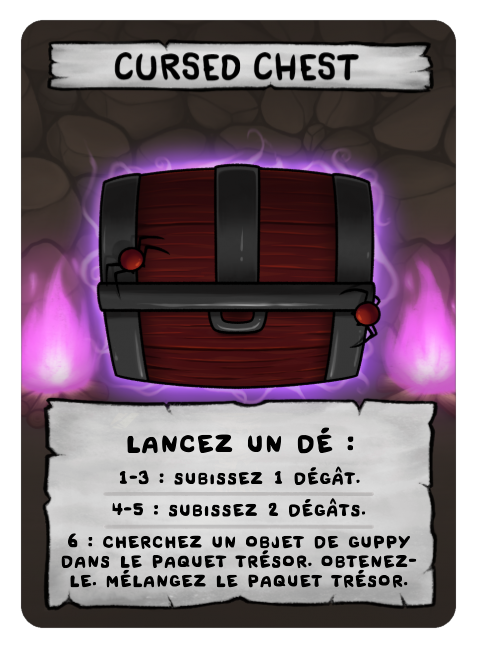 CURSED CHEST
LANCEZ UN DÉ :
1-3 : SUBISSEZ 1 DÉGÂT.
4-5 : SUBISSEZ 2 DÉGÂTS.
6 : CHERCHEZ UN OBJET DE GUPPY
DANS LE PAQUET TRÉSOR. OBTENEZ-
LE. MÉLANGEZ LE PAQUET TRÉSOR.